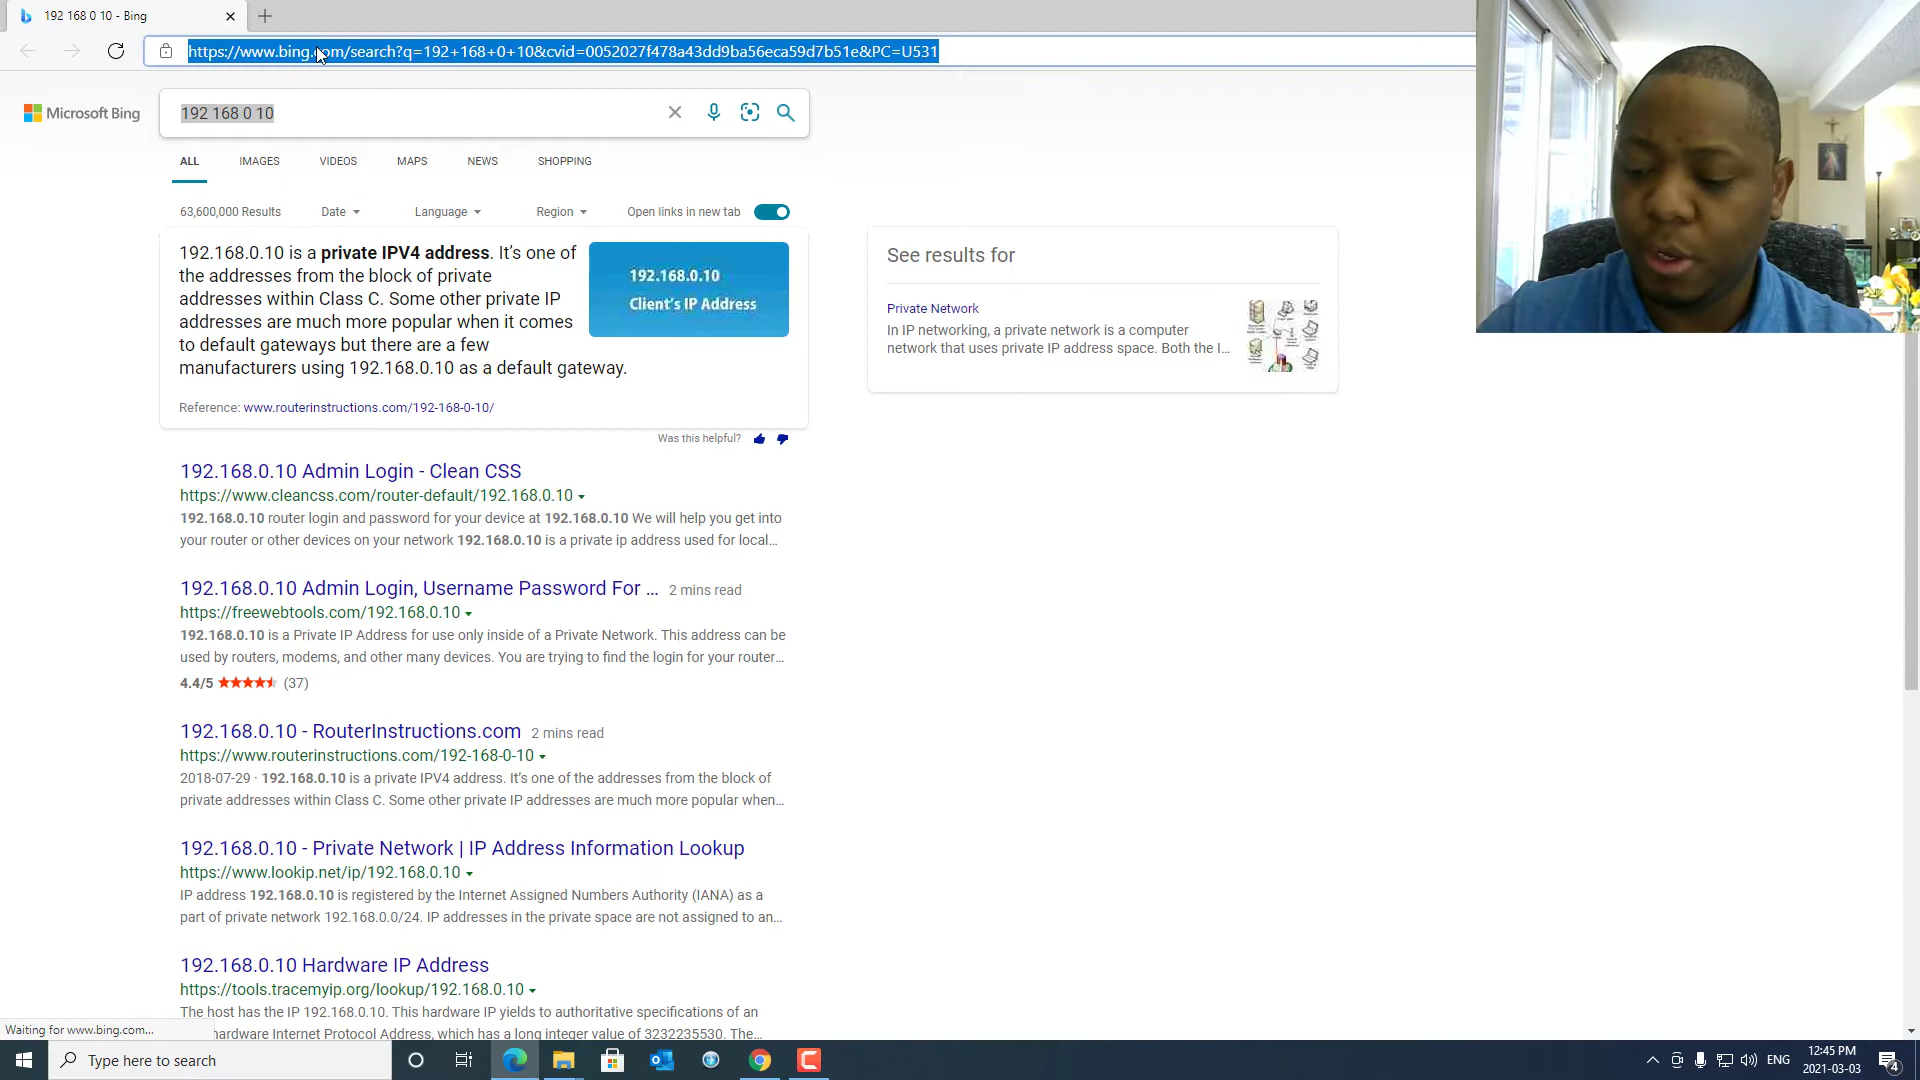 192 168 0 10 - Bing
https://www.bing.com/search?q=192+168+0+10&cvid=0052027f478a43dd9ba56eca59d7b51e&PC=U531
Microsoft Bing
192 168 0 10
ALL IMAGES VIDEOS MAPS NEWS SHOPPING
63,600,000 Results Date Language Region Open links in new tab
192.168.0.10 is a private IPV4 address. It's one of
the addresses from the block of private
addresses within Class C. Some other private IP
addresses are much more popular when it comes
to default gateways but there are a few
manufacturers using 192.168.0.10 as a default gateway.
192.168.0.10
Client's IP Address
Reference: www.routerinstructions.com/192-168-0-10/
Was this helpful?
See results for
Private Network
In IP networking, a private network is a computer
network that uses private IP address space. Both the I...
192.168.0.10 Admin Login - Clean CSS
https://www.cleancss.com/router-default/192.168.0.10
192.168.0.10 router login and password for your device at 192.168.0.10 We will help you get into
your router or other devices on your network 192.168.0.10 is a private ip address used for local...
192.168.0.10 Admin Login, Username Password For ... 2 mins read
https://freewebtools.com/192.168.0.10
192.168.0.10 is a Private IP Address for use only inside of a Private Network. This address can be
used by routers, modems, and other many devices. You are trying to find the login for your router...
4.4/5 (37)
192.168.0.10 - RouterInstructions.com 2 mins read
https://www.routerinstructions.com/192-168-0-10
2018-07-29 · 192.168.0.10 is a private IPV4 address. It's one of the addresses from the block of
private addresses within Class C. Some other private IP addresses are much more popular when...
192.168.0.10 - Private Network | IP Address Information Lookup
https://www.lookip.net/ip/192.168.0.10
IP address 192.168.0.10 is registered by the Internet Assigned Numbers Authority (IANA) as a
part of private network 192.168.0.0/24. IP addresses in the private space are not assigned to an...
192.168.0.10 Hardware IP Address
https://tools.tracemyip.org/lookup/192.168.0.10
The host has the IP 192.168.0.10. This hardware IP yields to authoritative specifications of an
hardware Internet Protocol Address, which has a long integer value of 3232235530. The...
Waiting for www.bing.com...
Type here to search
ENG
12:45 PM
2021-03-03
4